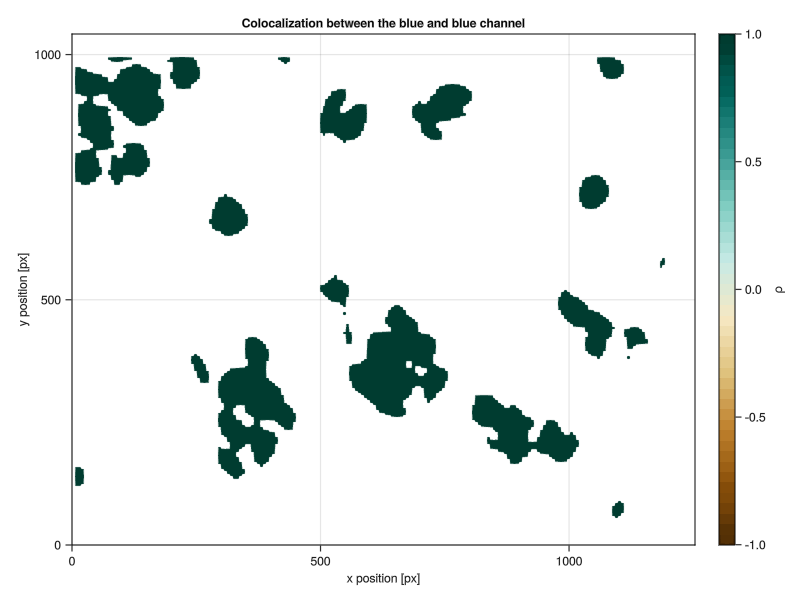 Colocalization between the blue and blue channel
1000
500
0
0
500
1000
y position [px]
x position [px]
1.0
0.5
0.0
-0.5
-1.0
ρ